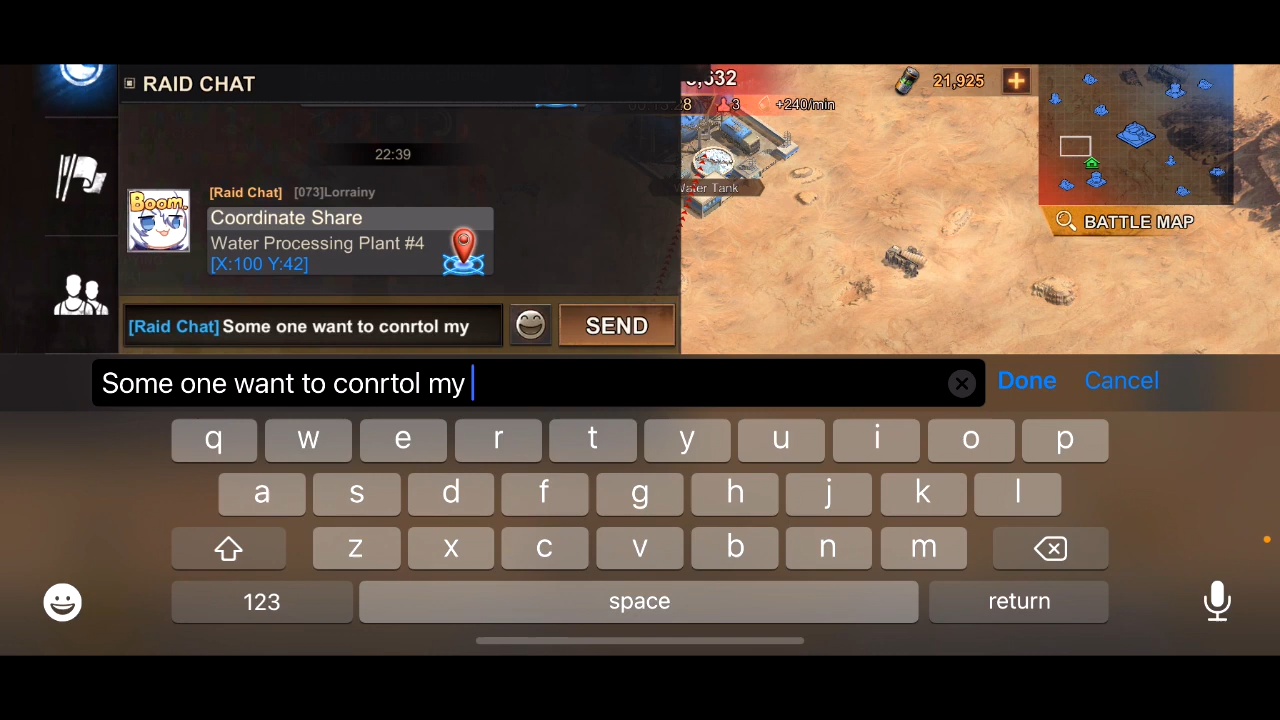 RAID CHAT
22:39
[Raid Chat] [073]Lorrainy
Boom.
Coordinate Share
Water Processing Plant #4
[X:100 Y:42]
[Raid Chat] Some one want to conrtol my
SEND
3 +240/min
21,925
Water Tank
BATTLE MAP
Some one want to conrtol my
Done Cancel
q w e r t y u i o p
a s d f g h j k l
z x c v b n m
123 space return